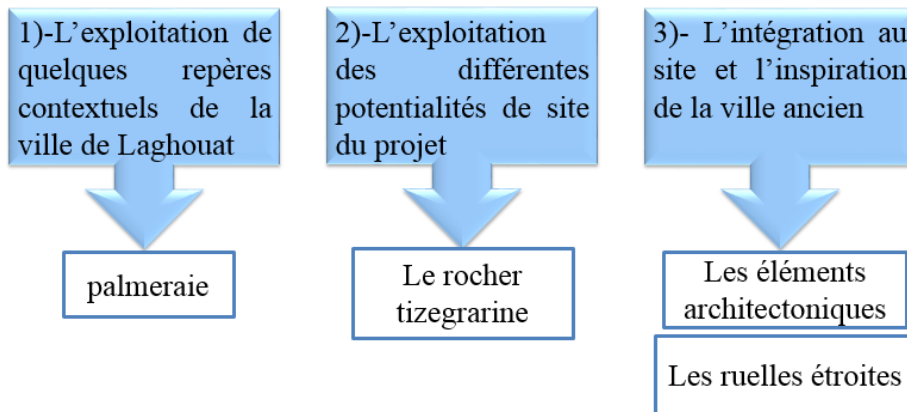 1)-L’exploitation de
quelques repères
contextuels de la
ville de Laghouat
palmeraie
2)-L’exploitation
des différentes
potentialités de site
du projet
Le rocher
tizegrarine
3)- L’intégration au
site et l’inspiration
de la ville ancien
Les éléments
architectoniques
Les ruelles étroites